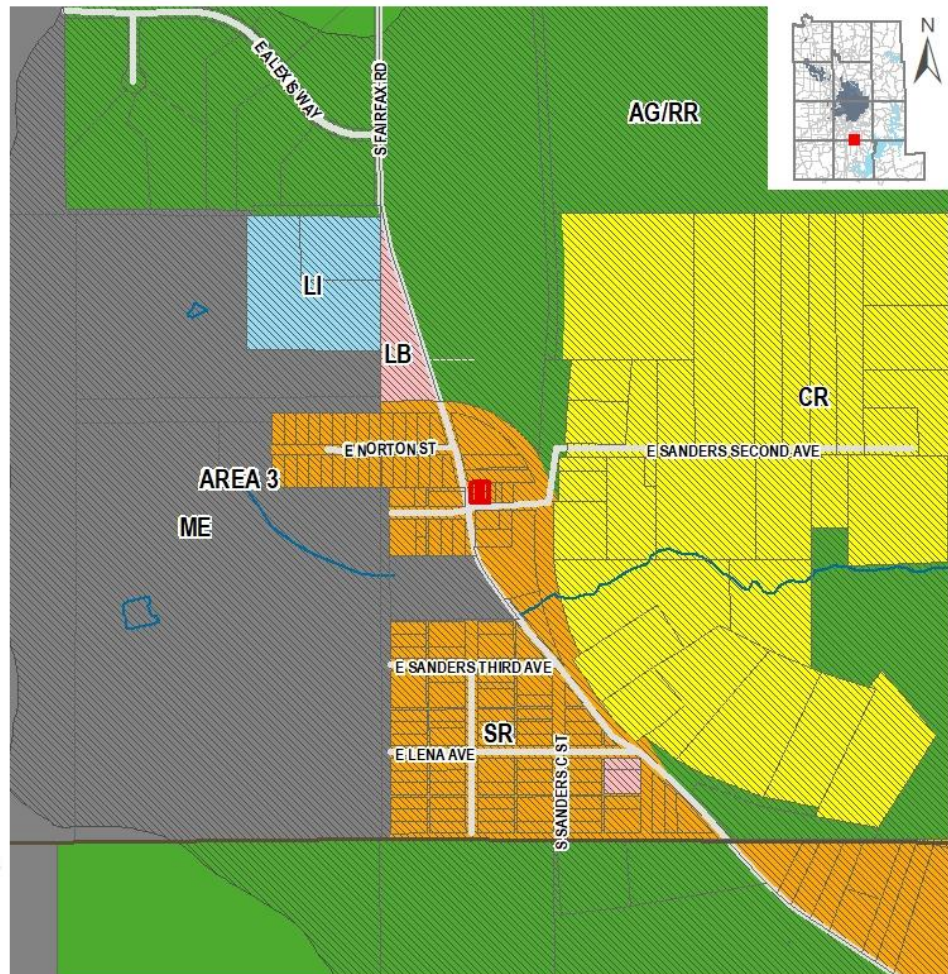 N
E ALEXIS WAY
S FAIRFAX RD
AG/RR
LI
LB
CR
E NORTON ST
E SANDERS SECOND AVE
AREA 3
ME
E SANDERS THIRD AVE
SR
E LENA AVE
S SANDERS C ST